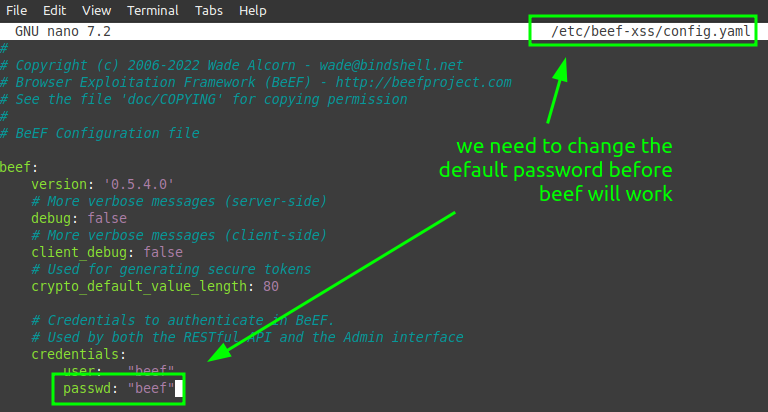 File Edit View Terminal Tabs Help
GNU nano 7.2 /etc/beef-xss/config.yaml
#
# Copyright (c) 2006-2022 Wade Alcorn - wade@bindshell.net
# Browser Exploitation Framework (BeEF) - http://beefproject.com
# See the file 'doc/COPYING' for copying permission
#
# BeEF Configuration file
we need to change the
default password before
beef will work
beef:
    version: '0.5.4.0'
    # More verbose messages (server-side)
    debug: false
    # More verbose messages (client-side)
    client_debug: false
    # Used for generating secure tokens
    crypto_default_value_length: 80
    # Credentials to authenticate in BeEF.
    # Used by both the RESTful API and the Admin interface
    credentials:
        user:   "beef"
        passwd: "beef"